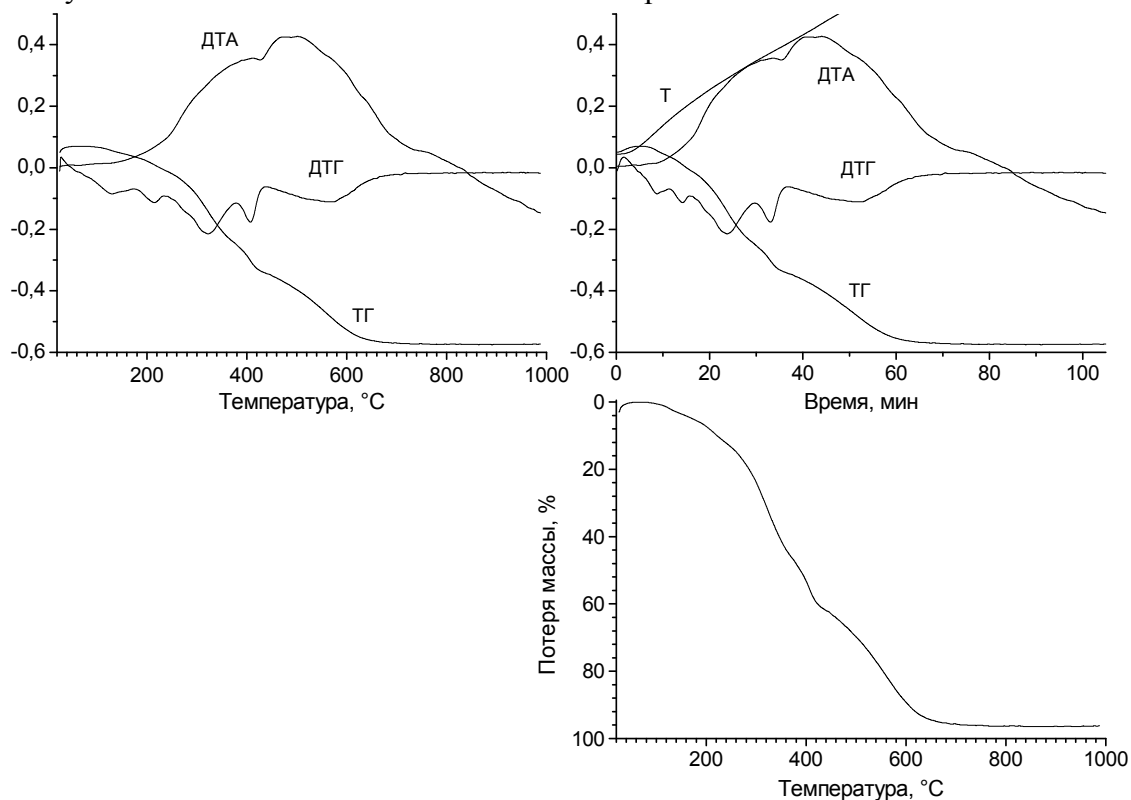 0,4
0,2
0,0
-0,2
-0,4
-0,6
ДТА
ДТГ
ТГ
200 400 600 800 1000
Температура, °C
0,4
0,2
0,0
-0,2
-0,4
-0,6
Т
ДТА
ДТГ
ТГ
0 20 40 60 80 100
Время, мин
0
20
40
60
80
100
Потеря массы, %
200 400 600 800 1000
Температура, °C